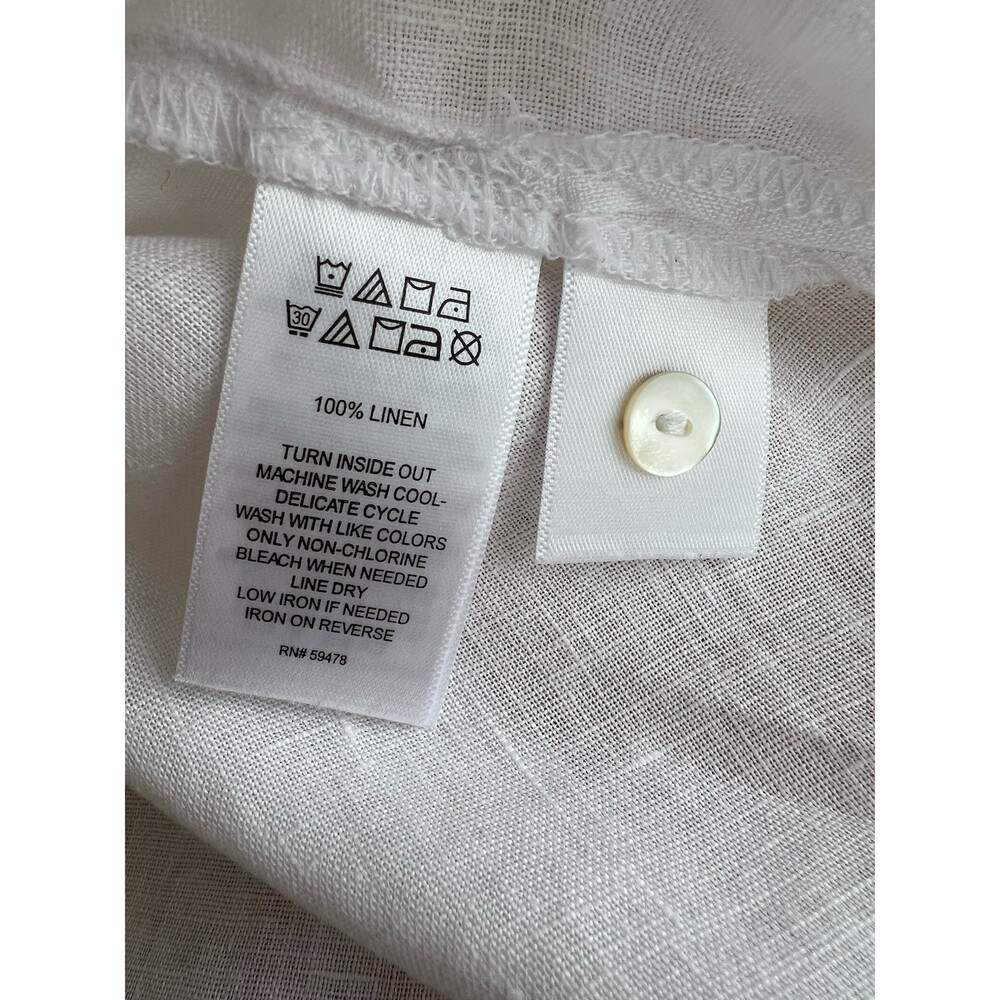 30
100% LINEN
TURN INSIDE OUT
MACHINE WASH COOL-
DELICATE CYCLE
WASH WITH LIKE COLORS
ONLY NON-CHLORINE
BLEACH WHEN NEEDED
LINE DRY
LOW IRON IF NEEDED
IRON ON REVERSE
RN# 59478